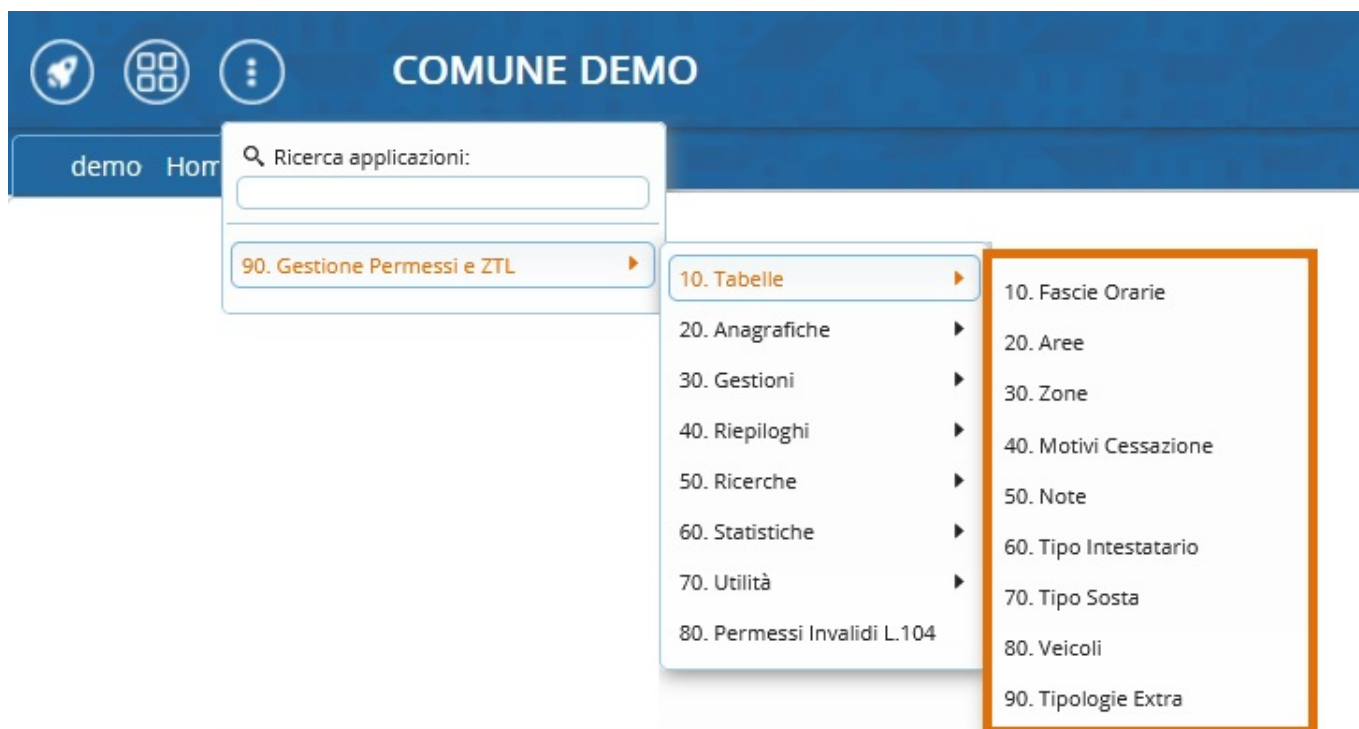 COMUNE DEMO
demo Hom
Ricerca applicazioni:
90. Gestione Permessi e ZTL
10. Tabelle
20. Anagrafiche
30. Gestioni
40. Riepiloghi
50. Ricerche
60. Statistiche
70. Utilità
80. Permessi Invalidi L.104
10. Fascie Orarie
20. Aree
30. Zone
40. Motivi Cessazione
50. Note
60. Tipo Intestatario
70. Tipo Sosta
80. Veicoli
90. Tipologie Extra